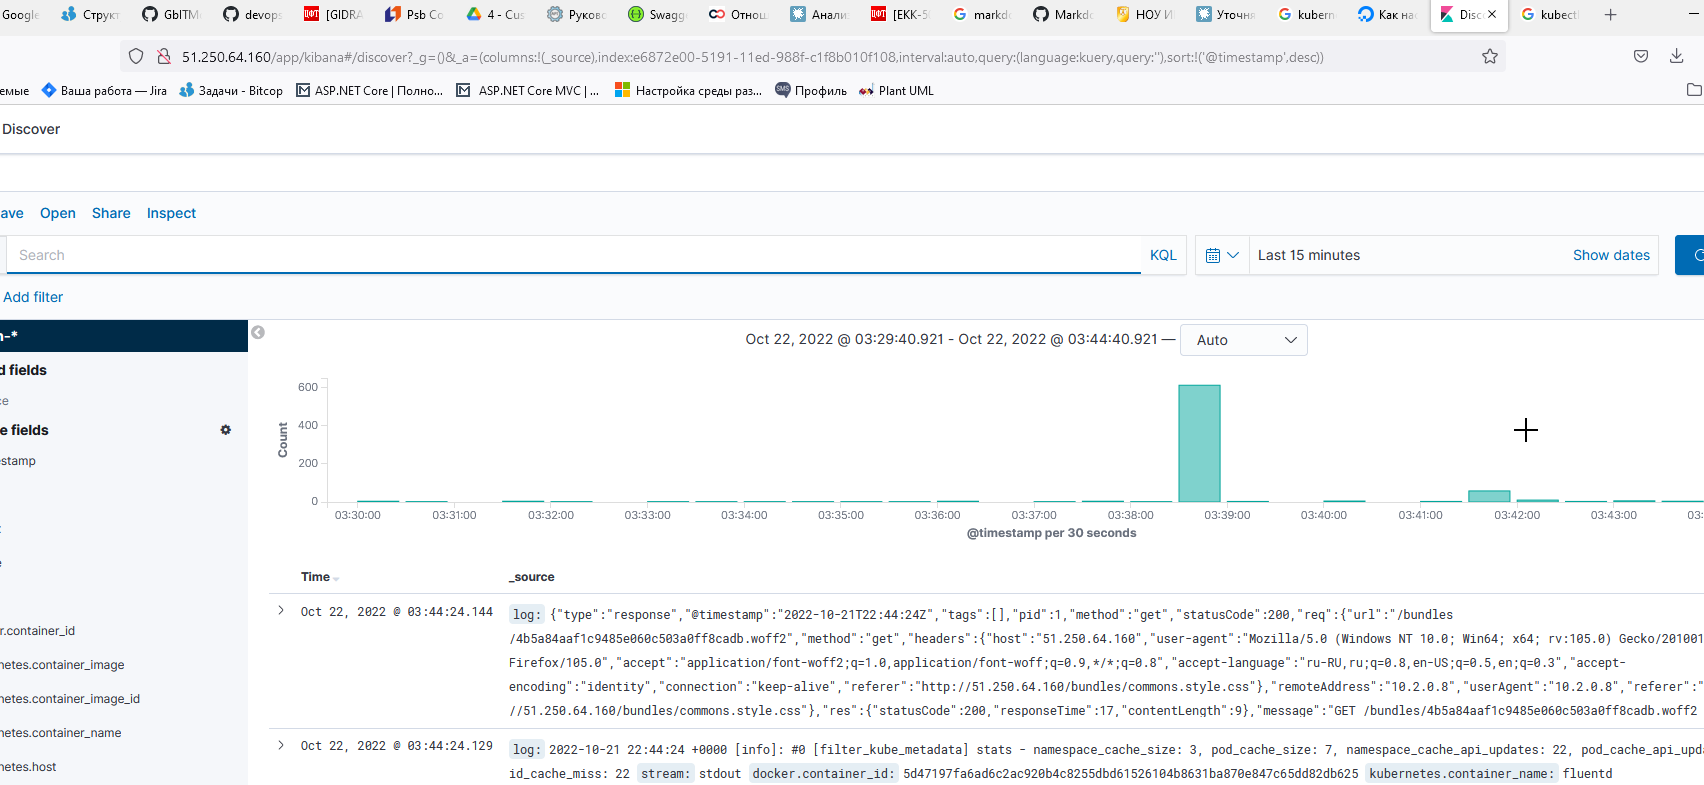 Google Структ GblTM devops [GIDRA Psb Co 4 - Cus Руково Swagge Отнош Анали [ЕКК-5 markdo Markdo НОУ И Уточня kubern Как нас Disc kubectl
51.250.64.160/app/kibana#/discover?_g=()&_a=(columns:!(_source),index:e6872e00-5191-11ed-988f-c1f8b010f108,interval:auto,query:(language:kuery,query:''),sort:!('@timestamp',desc))
емые Ваша работа — Jira Задачи - Bitcop ASP.NET Core | Полно... ASP.NET Core MVC | ... Настройка среды раз... Профиль Plant UML
Discover
ave Open Share Inspect
Search KQL Last 15 minutes Show dates
Add filter
n-*
d fields
ce
e fields
estamp
t
e
r.container_id
netes.container_image
netes.container_image_id
netes.container_name
netes.host
Oct 22, 2022 @ 03:29:40.921 - Oct 22, 2022 @ 03:44:40.921 — Auto
600
400
200
0
Count
03:30:00 03:31:00 03:32:00 03:33:00 03:34:00 03:35:00 03:36:00 03:37:00 03:38:00 03:39:00 03:40:00 03:41:00 03:42:00 03:43:00 03:
@timestamp per 30 seconds
Time _source
Oct 22, 2022 @ 03:44:24.144 log: {"type":"response","@timestamp":"2022-10-21T22:44:24Z","tags":[],"pid":1,"method":"get","statusCode":200,"req":{"url":"/bundles
/4b5a84aaf1c9485e060c503a0ff8cadb.woff2","method":"get","headers":{"host":"51.250.64.160","user-agent":"Mozilla/5.0 (Windows NT 10.0; Win64; x64; rv:105.0) Gecko/201001
Firefox/105.0","accept":"application/font-woff2;q=1.0,application/font-woff;q=0.9,*/*;q=0.8","accept-language":"ru-RU,ru;q=0.8,en-US;q=0.5,en;q=0.3","accept-
encoding":"identity","connection":"keep-alive","referer":"http://51.250.64.160/bundles/commons.style.css"},"remoteAddress":"10.2.0.8","userAgent":"10.2.0.8","referer":"
//51.250.64.160/bundles/commons.style.css"},"res":{"statusCode":200,"responseTime":17,"contentLength":9},"message":"GET /bundles/4b5a84aaf1c9485e060c503a0ff8cadb.woff2
Oct 22, 2022 @ 03:44:24.129 log: 2022-10-21 22:44:24 +0000 [info]: #0 [filter_kube_metadata] stats - namespace_cache_size: 3, pod_cache_size: 7, namespace_cache_api_updates: 22, pod_cache_api_upda
id_cache_miss: 22 stream: stdout docker.container_id: 5d47197fa6ad6c2ac920b4c8255dbd61526104b8631ba870e847c65dd82db625 kubernetes.container_name: fluentd